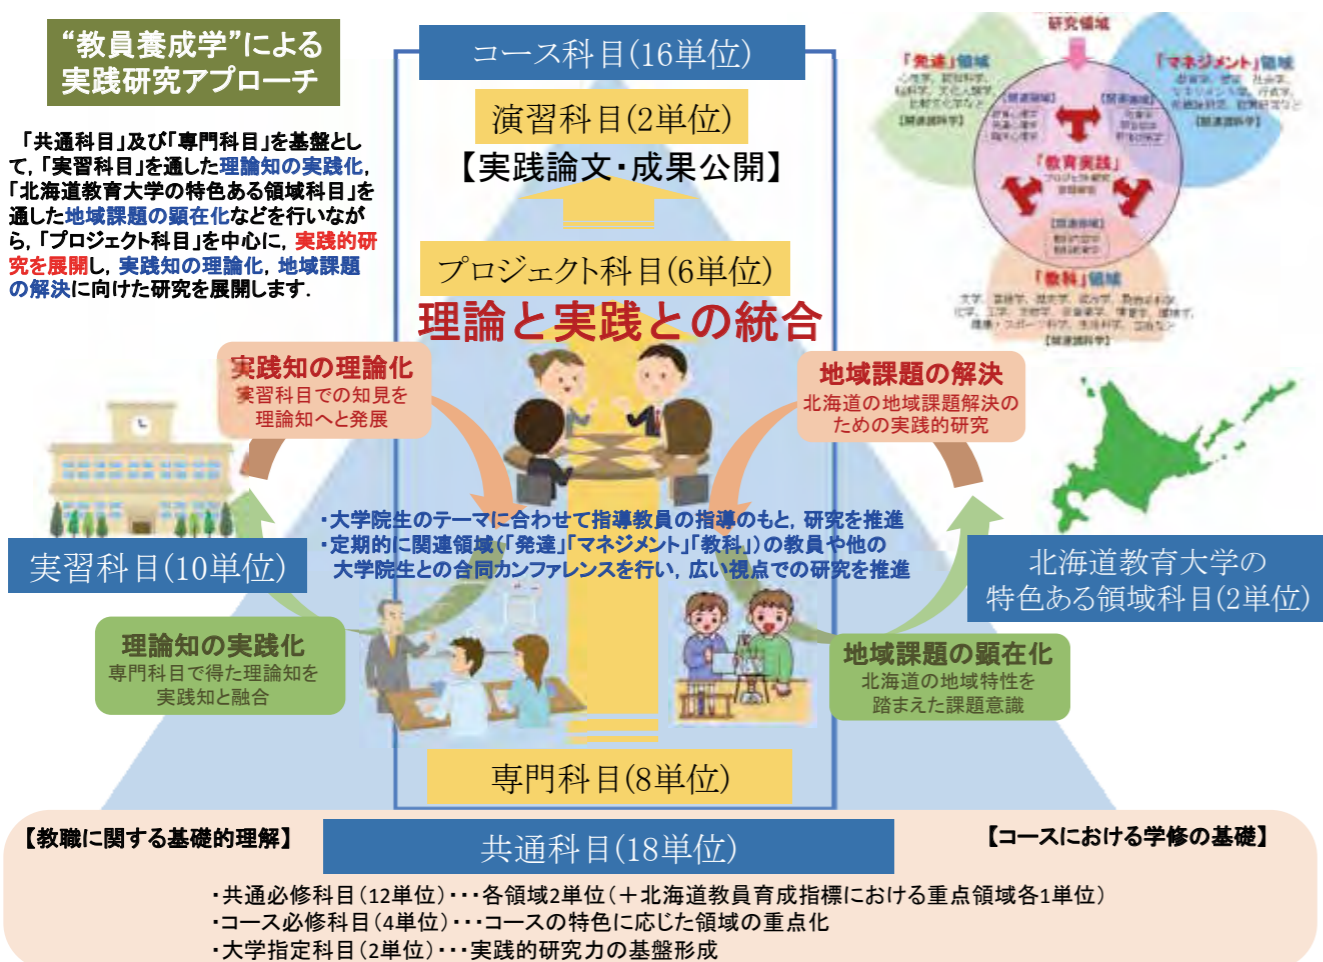 “教員養成学”による
実践研究アプローチ
「共通科目」及び「専門科目」を基盤とし
て，「実習科目」を通した理論知の実践化，
「北海道教育大学の特色ある領域科目」を
通した地域課題の顕在化などを行いなが
ら，「プロジェクト科目」を中心に，実践的研
究を展開し，実践知の理論化，地域課題
の解決に向けた研究を展開します．
コース科目(16単位)
演習科目(2単位)
【実践論文・成果公開】
プロジェクト科目(6単位)
理論と実践との統合
研究領域
「発達」領域
【関連諸科学】
「マネジメント」領域
【関連諸科学】
【関連領域】
【関連領域】
「教育実践」
【関連領域】
「教科」領域
【関連諸科学】
実践知の理論化
実習科目での知見を
理論知へと発展
地域課題の解決
北海道の地域課題解決の
ための実践的研究
・大学院生のテーマに合わせて指導教員の指導のもと，研究を推進
・定期的に関連領域（「発達」「マネジメント」「教科」）の教員や他の
大学院生との合同カンファレンスを行い，広い視点での研究を推進
実習科目(10単位)
北海道教育大学の
特色ある領域科目(2単位)
理論知の実践化
専門科目で得た理論知を
実践知と融合
地域課題の顕在化
北海道の地域特性を
踏まえた課題意識
専門科目(8単位)
【教職に関する基礎的理解】
共通科目(18単位)
【コースにおける学修の基礎】
・共通必修科目（12単位）・・・各領域2単位（＋北海道教員育成指標における重点領域各1単位）
・コース必修科目（4単位）・・・コースの特色に応じた領域の重点化
・大学指定科目（2単位）・・・実践的研究力の基盤形成